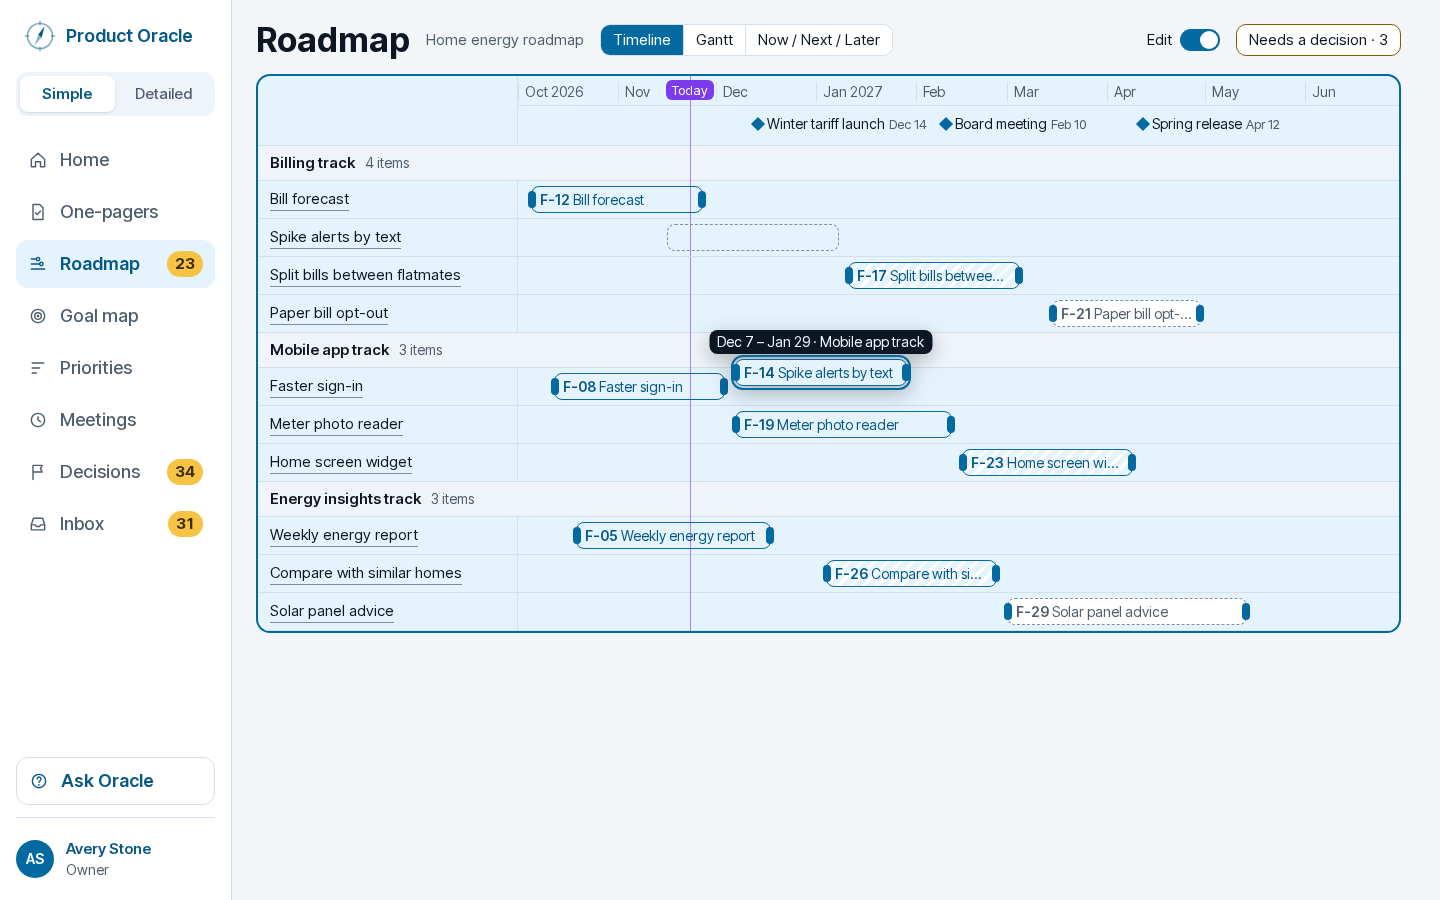 Product Oracle
Simple
Detailed
Home
One-pagers
Roadmap 23
Goal map
Priorities
Meetings
Decisions 34
Inbox 31
Ask Oracle
AS
Avery Stone
Owner
Roadmap
Home energy roadmap
Timeline
Gantt
Now / Next / Later
Edit
Needs a decision · 3
Oct 2026
Nov
Today
Dec
Jan 2027
Feb
Mar
Apr
May
Jun
Winter tariff launch Dec 14
Board meeting Feb 10
Spring release Apr 12
Billing track 4 items
Bill forecast
F-12 Bill forecast
Spike alerts by text
Split bills between flatmates
F-17 Split bills betwee...
Paper bill opt-out
F-21 Paper bill opt-...
Mobile app track 3 items
Dec 7 – Jan 29 · Mobile app track
F-14 Spike alerts by text
Faster sign-in
F-08 Faster sign-in
Meter photo reader
F-19 Meter photo reader
Home screen widget
F-23 Home screen wi...
Energy insights track 3 items
Weekly energy report
F-05 Weekly energy report
Compare with similar homes
F-26 Compare with si...
Solar panel advice
F-29 Solar panel advice